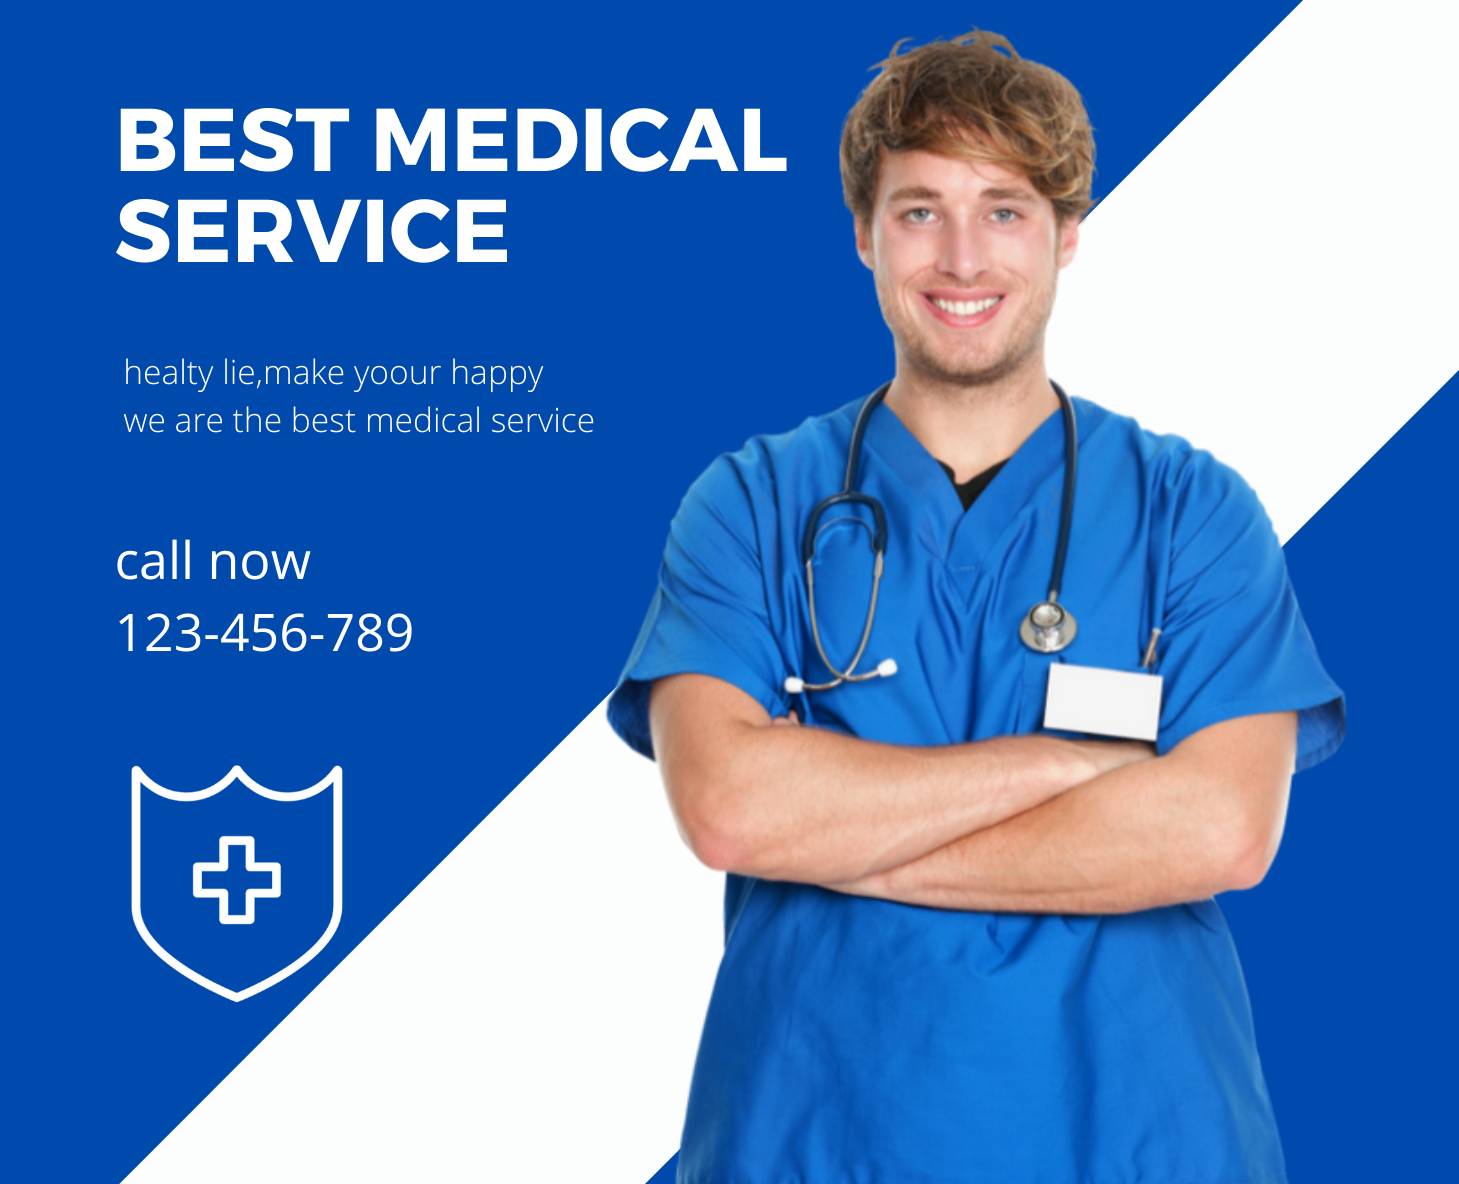 BEST MEDICAL
SERVICE
healty lie,make yoour happy
we are the best medical service
call now
123-456-789